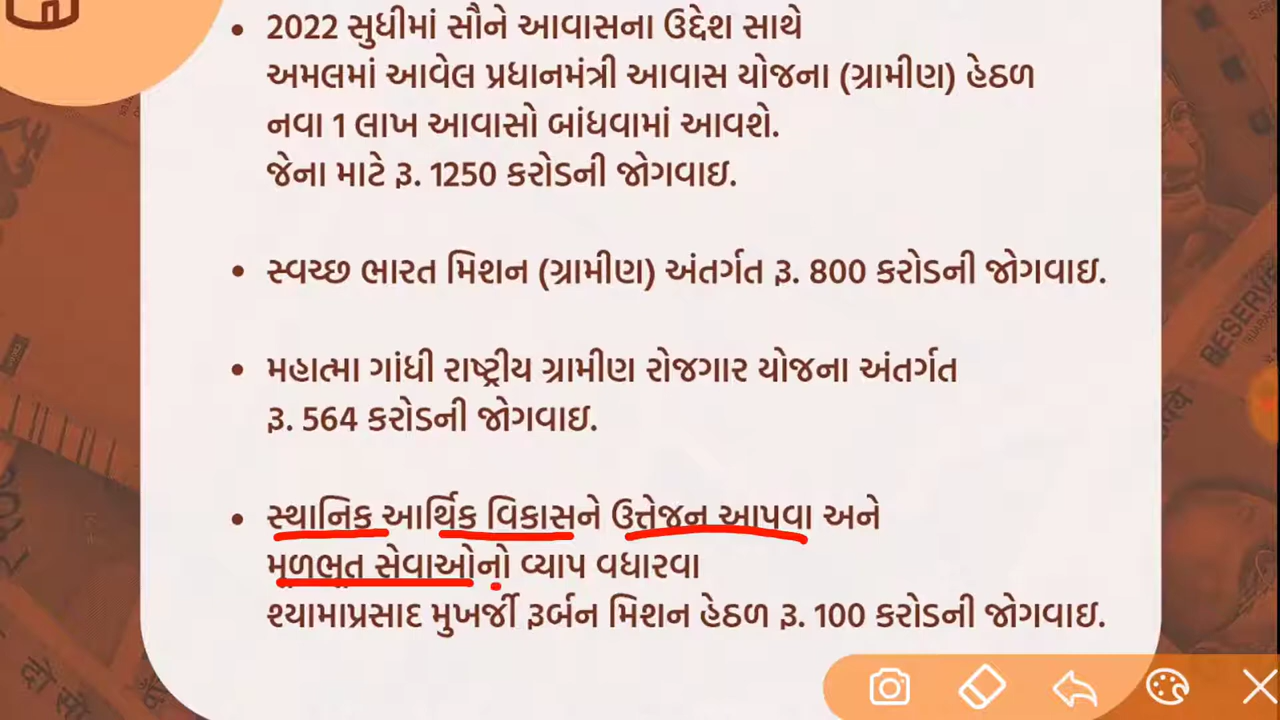 • 2022 સુધીમાં સૌને આવાસના ઉદ્દેશ સાથે
અમલમાં આવેલ પ્રધાનમંત્રી આવાસ યોજના (ગ્રામીણ) હેઠળ
નવા 1 લાખ આવાસો બાંધવામાં આવશે.
જેના માટે રૂ. 1250 કરોડની જોગવાઇ.
• સ્વચ્છ ભારત મિશન (ગ્રામીણ) અંતર્ગત રૂ. 800 કરોડની જોગવાઇ.
• મહાત્મા ગાંધી રાષ્ટ્રીય ગ્રામીણ રોજગાર યોજના અંતર્ગત
રૂ. 564 કરોડની જોગવાઇ.
• સ્થાનિક આર્થિક વિકાસને ઉત્તેજન આપવા અને
મૂળભૂત સેવાઓનો વ્યાપ વધારવા
શ્યામાપ્રસાદ મુખર્જી રૂર્બન મિશન હેઠળ રૂ. 100 કરોડની જોગવાઇ.
RESERVE